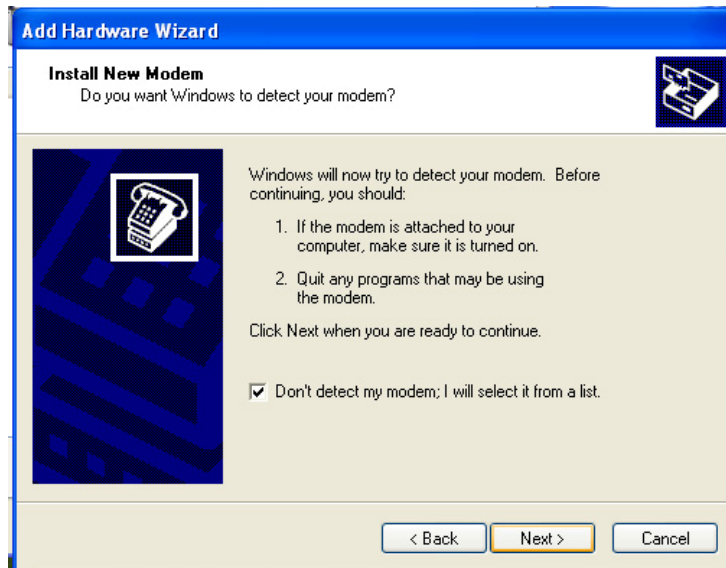 Add Hardware Wizard
Install New Modem
Do you want Windows to detect your modem?
Windows will now try to detect your modem. Before
continuing, you should:
1. If the modem is attached to your
computer, make sure it is turned on.
2. Quit any programs that may be using
the modem.
Click Next when you are ready to continue.
Don't detect my modem; I will select it from a list.
< Back
Next >
Cancel